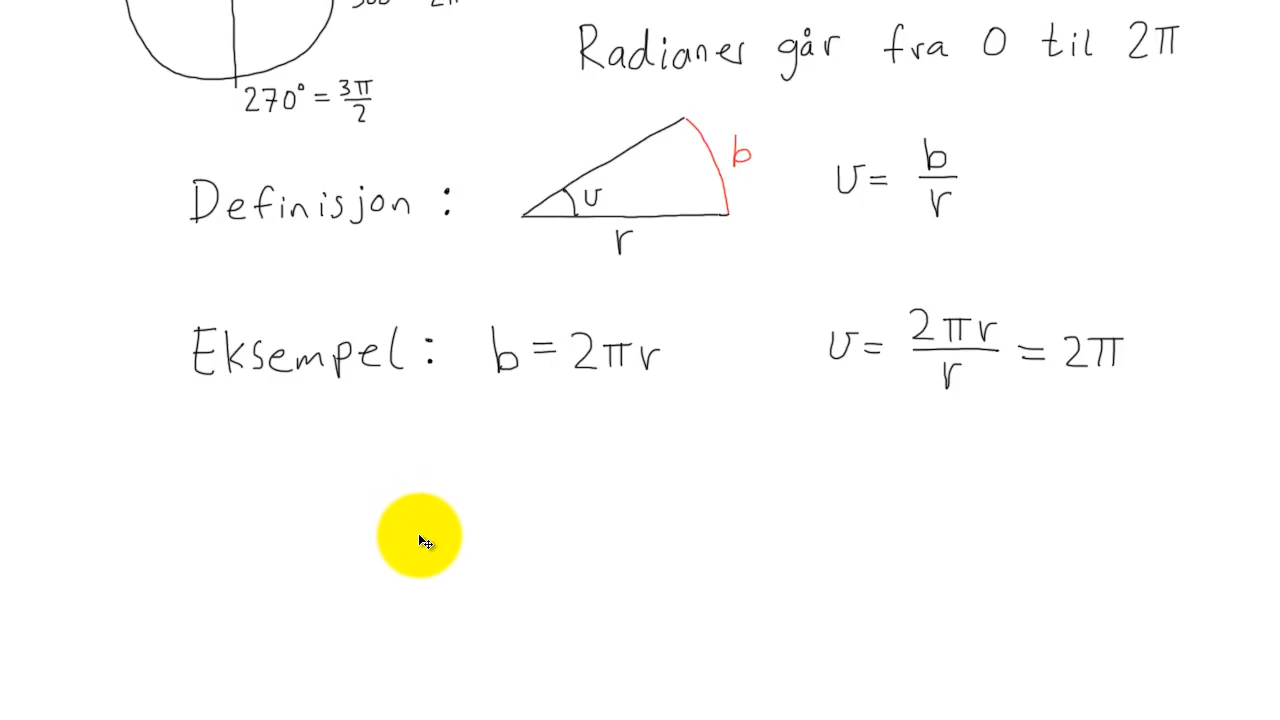 Radianer går fra 0 til 2π
270° = 3π/2
b
v = b/r
Definisjon :
v
r
Eksempel : b = 2πr
v = 2πr/r = 2π